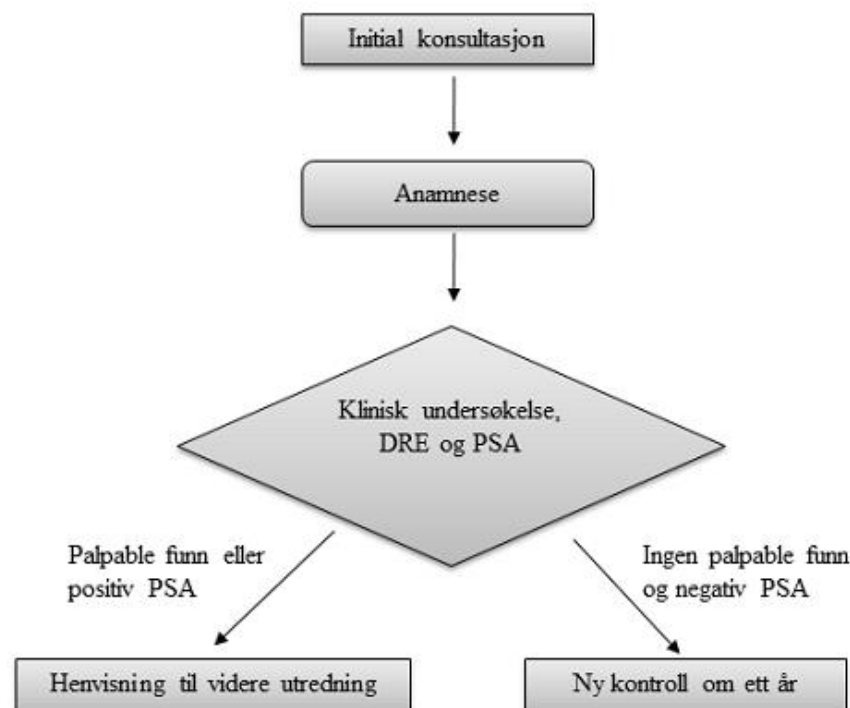 Initial konsultasjon
Anamnese
Klinisk undersøkelse,
DRE og PSA
Palpable funn eller
positiv PSA
Ingen palpable funn
og negativ PSA
Henvisning til videre utredning
Ny kontroll om ett år